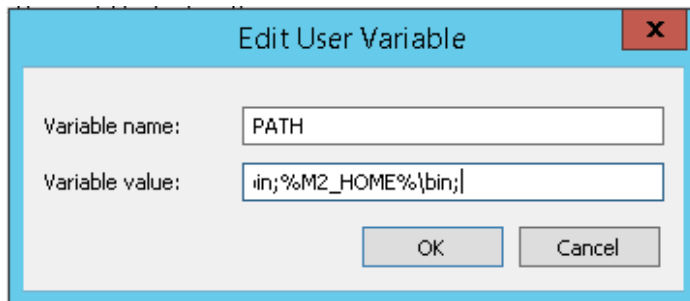 Edit User Variable
x
Variable name: PATH
Variable value: in;%M2_HOME%\bin;
OK Cancel